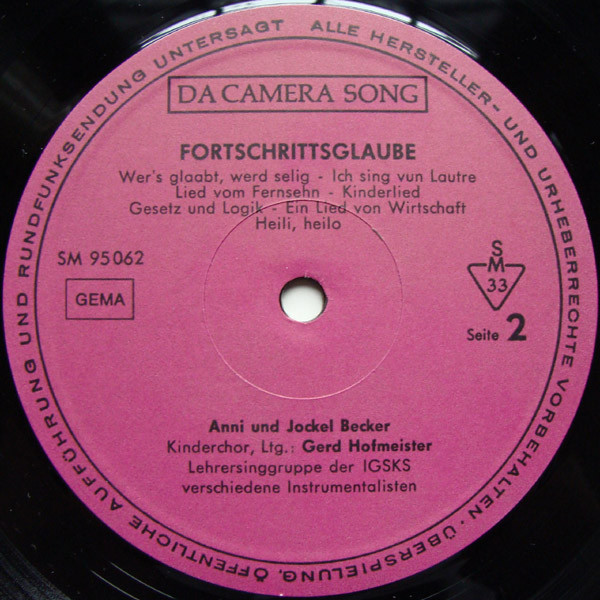 ALLE HERSTELLER- UND URHEBERRECHTE VORBEHALTEN · ÜBERSPIELUNG, ÖFFENTLICHE AUFFÜHRUNG UND RUNDFUNKSENDUNG UNTERSAGT
DA CAMERA SONG
FORTSCHRITTSGLAUBE
Wer's glaabt, werd selig - Ich sing vun Lautre
Lied vom Fernsehn - Kinderlied
Gesetz und Logik - Ein Lied von Wirtschaft
Heili, heilo
SM 95 062
GEMA
S
M
33
Seite 2
Anni und Jockel Becker
Kinderchor, Ltg.: Gerd Hofmeister
Lehrersinggruppe der IGSKS
verschiedene Instrumentalisten